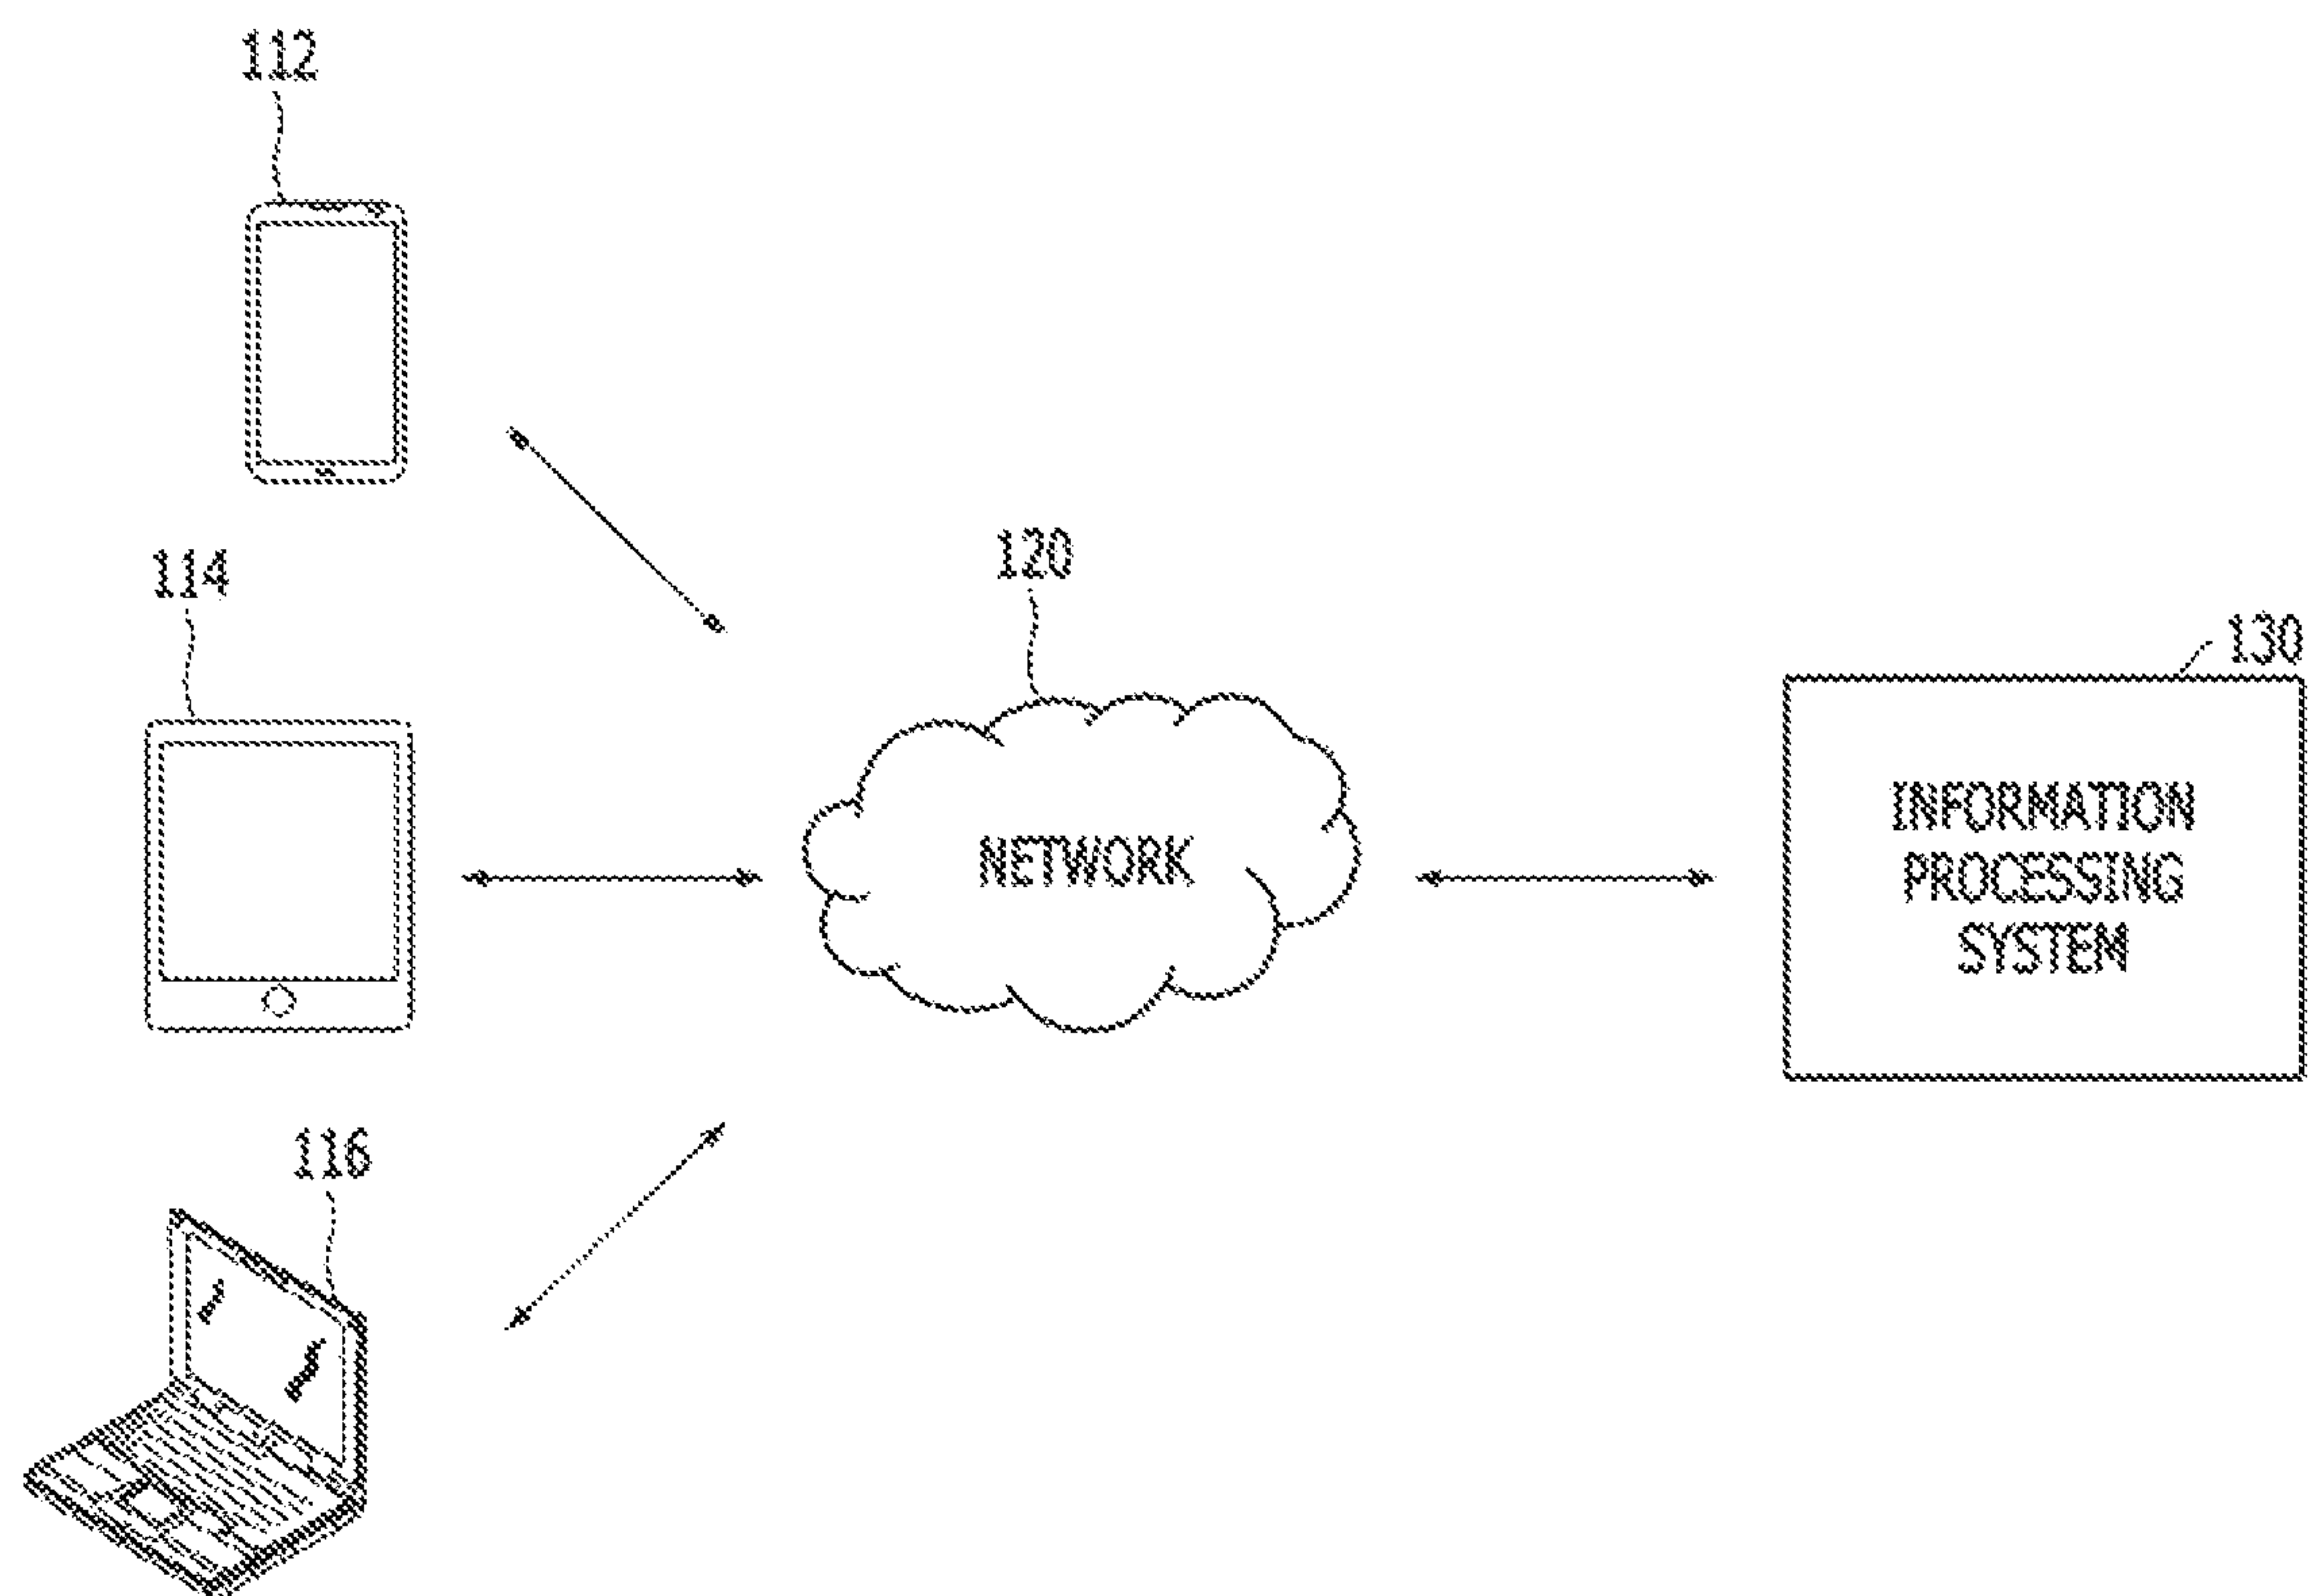 112
114
120
130
NETWORK
INFORMATION
PROCESSING
SYSTEM
116